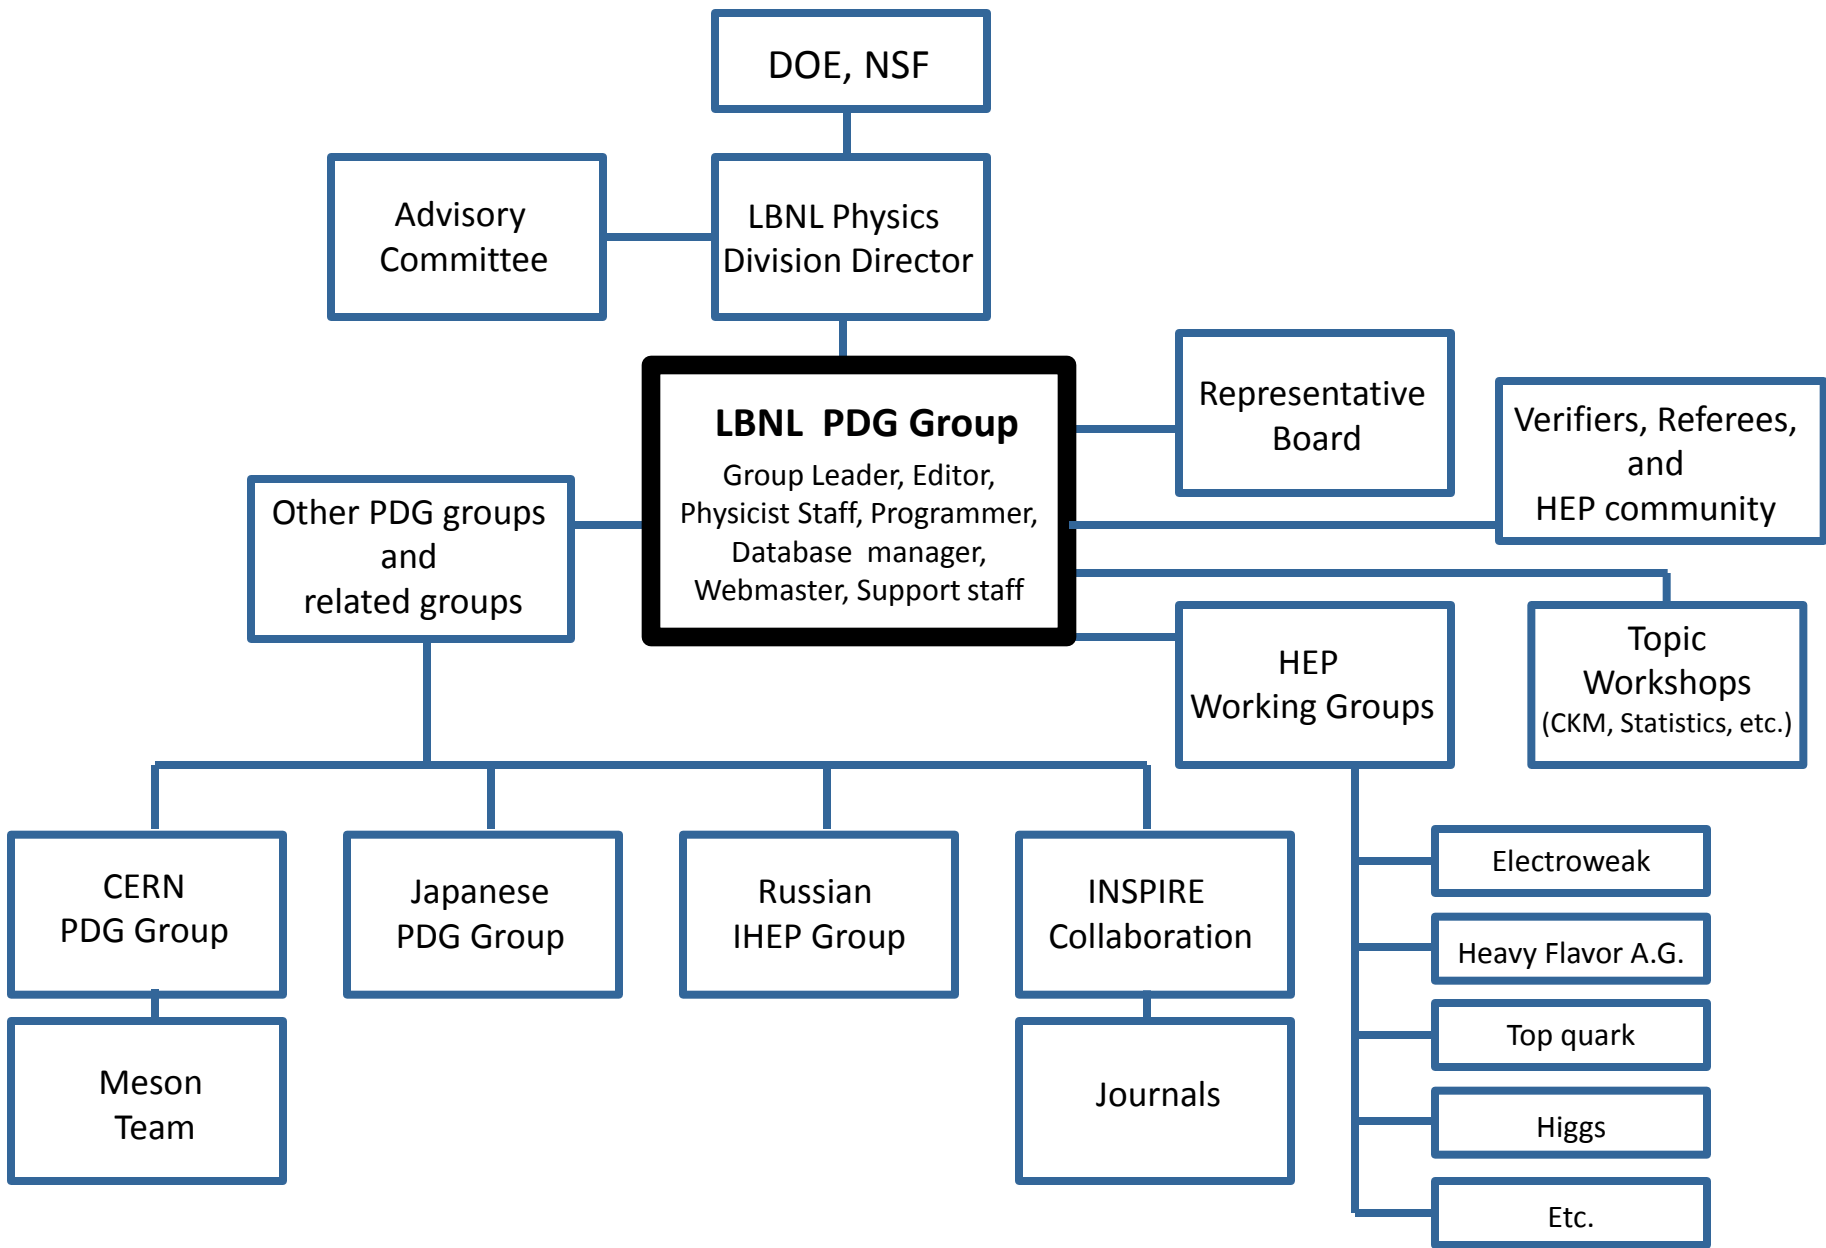 DOE, NSF
Advisory
Committee
LBNL Physics
Division Director
LBNL  PDG Group
Group Leader, Editor,
Physicist Staff, Programmer,
Database  manager,
Webmaster, Support staff
Representative
Board
Verifiers, Referees,
and
HEP community
Other PDG groups
and
related groups
HEP
Working Groups
Topic
Workshops
(CKM, Statistics, etc.)
CERN
PDG Group
Japanese
PDG Group
Russian
IHEP Group
INSPIRE
Collaboration
Meson
Team
Journals
Electroweak
Heavy Flavor A.G.
Top quark
Higgs
Etc.